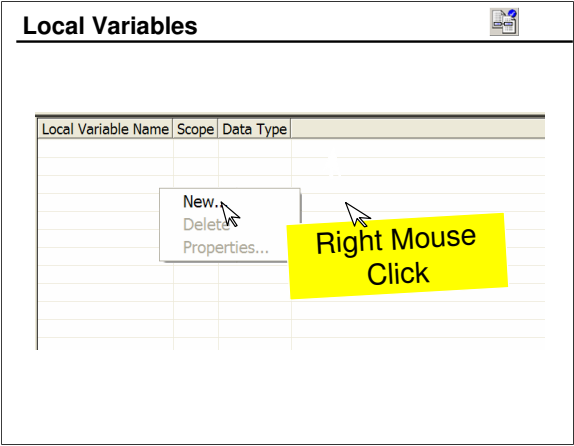 Local Variables
Local Variable Name Scope Data Type
New...
Delete
Properties...
Right Mouse
Click